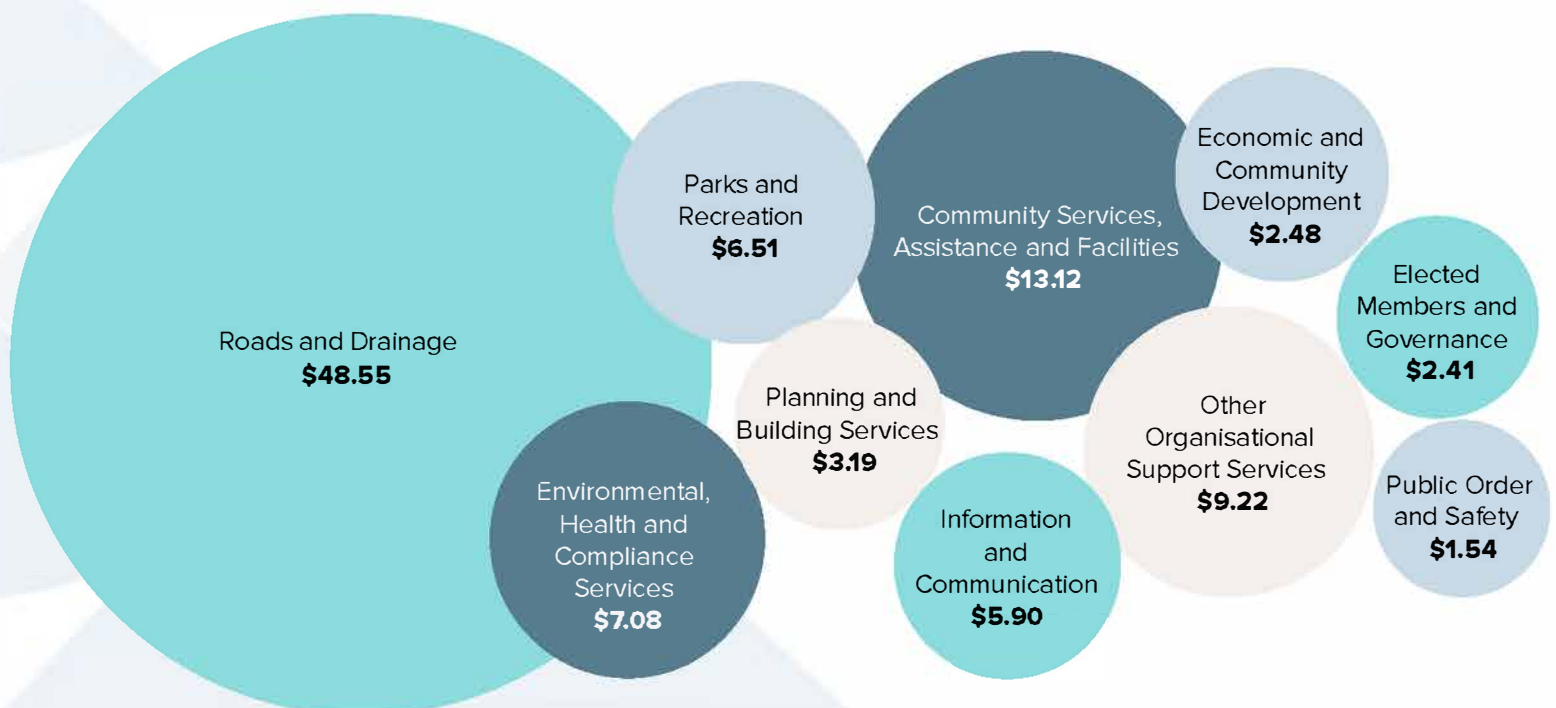 Roads and Drainage
$48.55
Parks and
Recreation
$6.51
Community Services,
Assistance and Facilities
$13.12
Economic and
Community
Development
$2.48
Elected
Members and
Governance
$2.41
Environmental,
Health and
Compliance
Services
$7.08
Planning and
Building Services
$3.19
Information
and
Communication
$5.90
Other
Organisational
Support Services
$9.22
Public Order
and Safety
$1.54